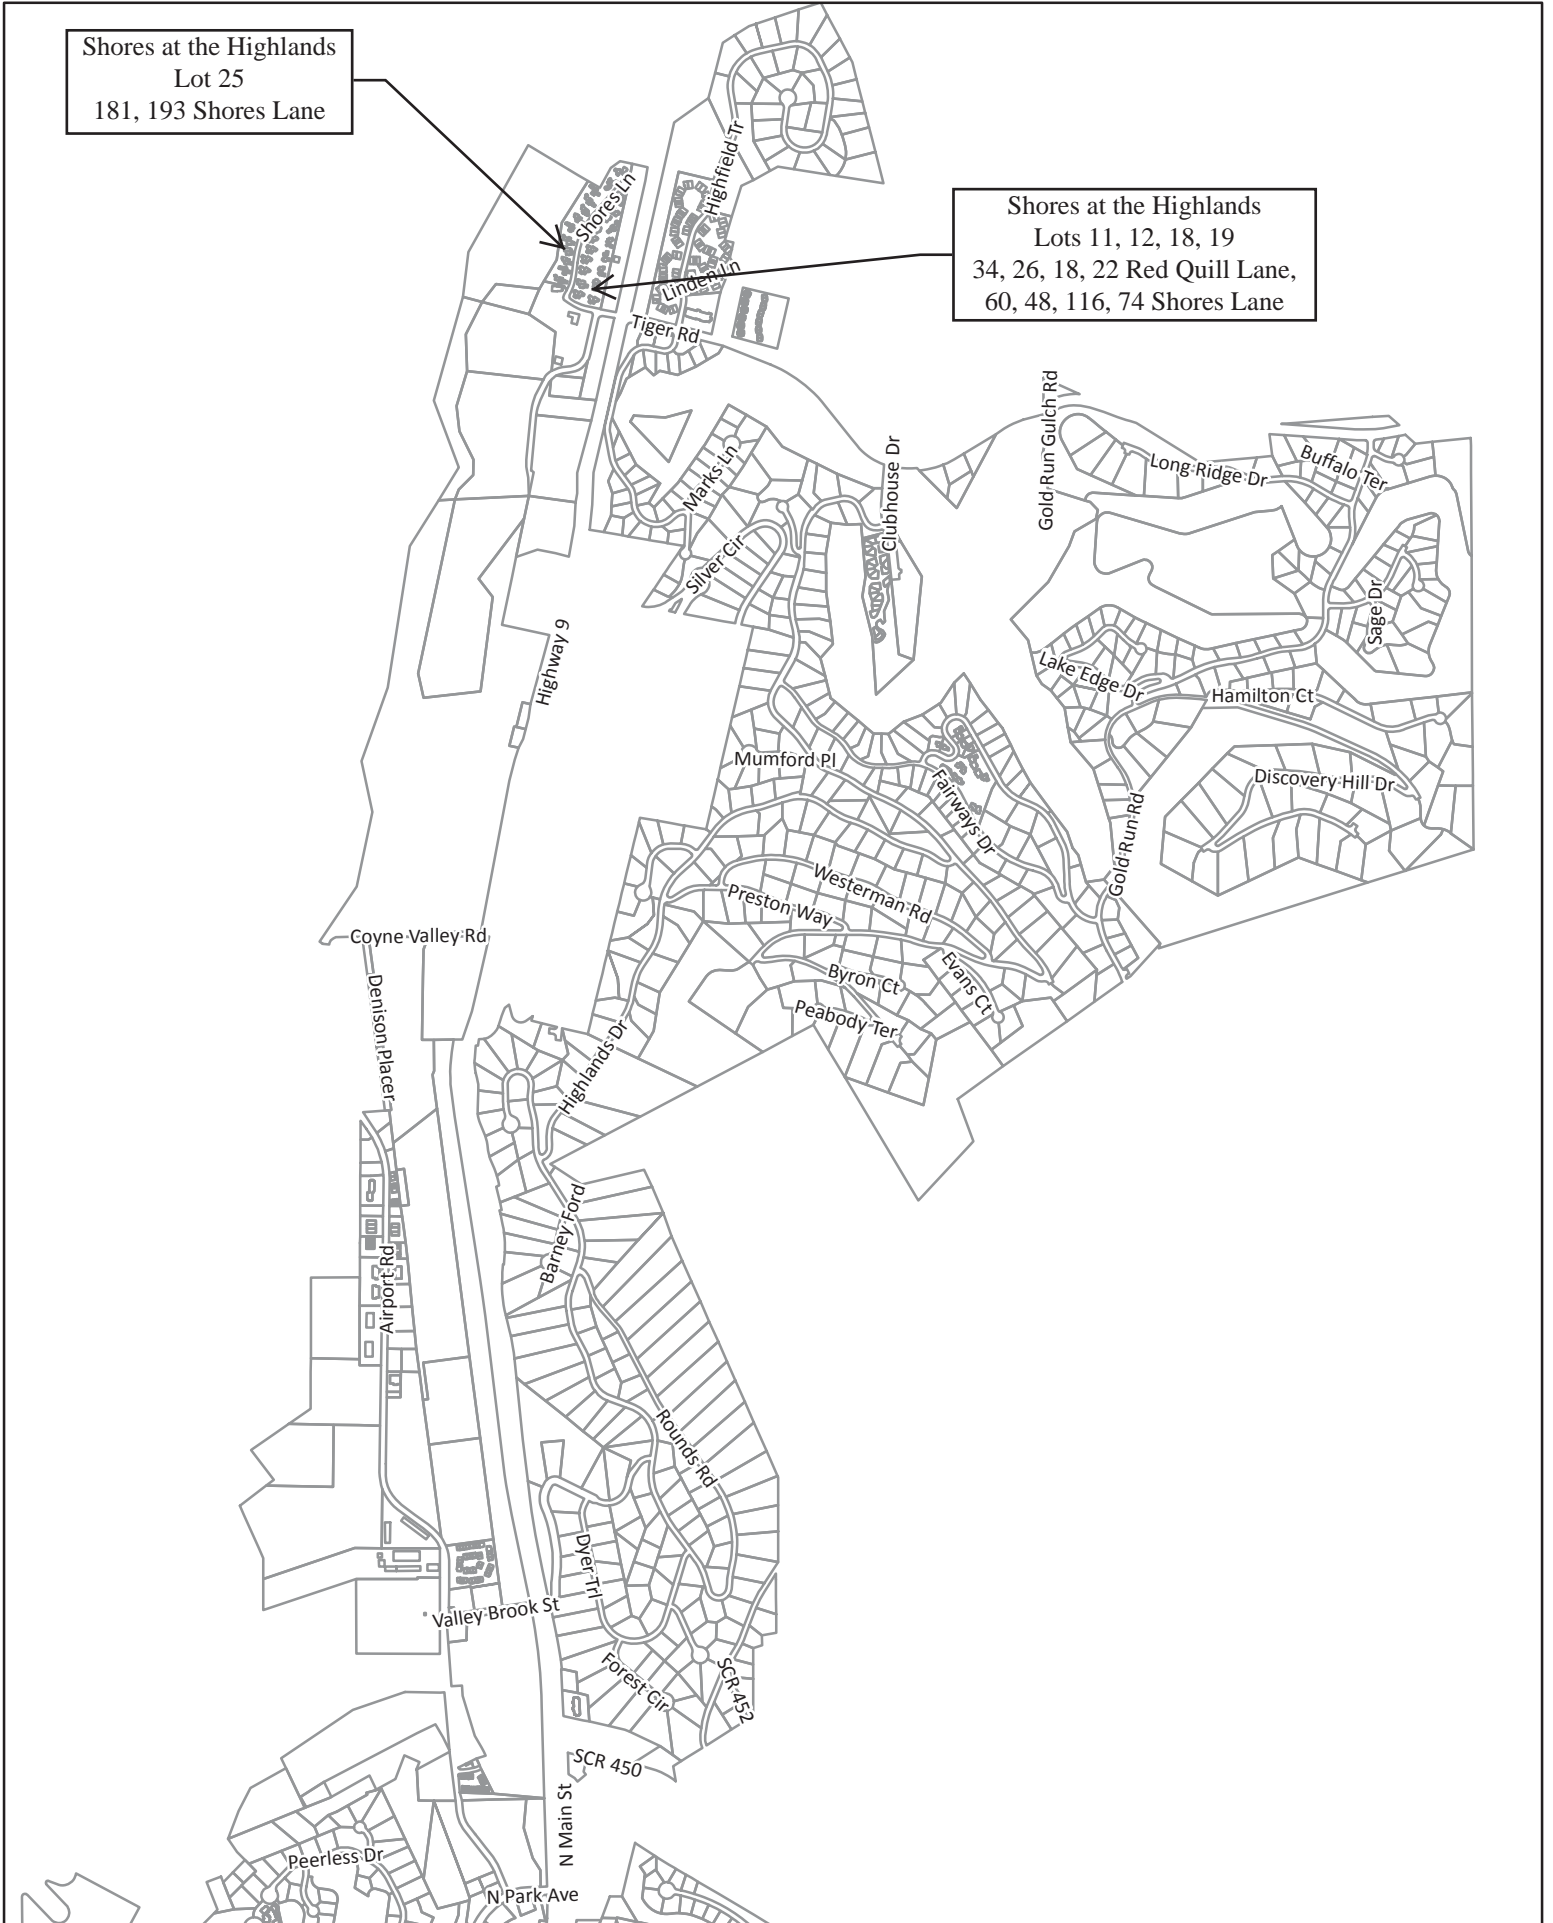 Shores at the Highlands
Lot 25
181, 193 Shores Lane
Shores at the Highlands
Lots 11, 12, 18, 19
34, 26, 18, 22 Red Quill Lane,
60, 48, 116, 74 Shores Lane
Highfield Tr
Shores Ln
Linden Ln
Tiger Rd
Gold Run Gulch Rd
Clubhouse Dr
Marks Ln
Long Ridge Dr
Buffalo Ter
Silver Cir
Sage Dr
Highway 9
Lake Edge Dr
Hamilton Ct
Mumford Pl
Fairways Dr
Discovery Hill Dr
Gold Run Rd
Westerman Rd
Preston Way
Coyne Valley Rd
Evans Ct
Byron Ct
Denison Placer
Peabody Ter
Highlands Dr
Barney Ford
Airport Rd
Rounds Rd
Dyer Trl
Valley Brook St
Forest Cir
SCR 452
SCR 450
N Main St
Peerless Dr
N Park Ave